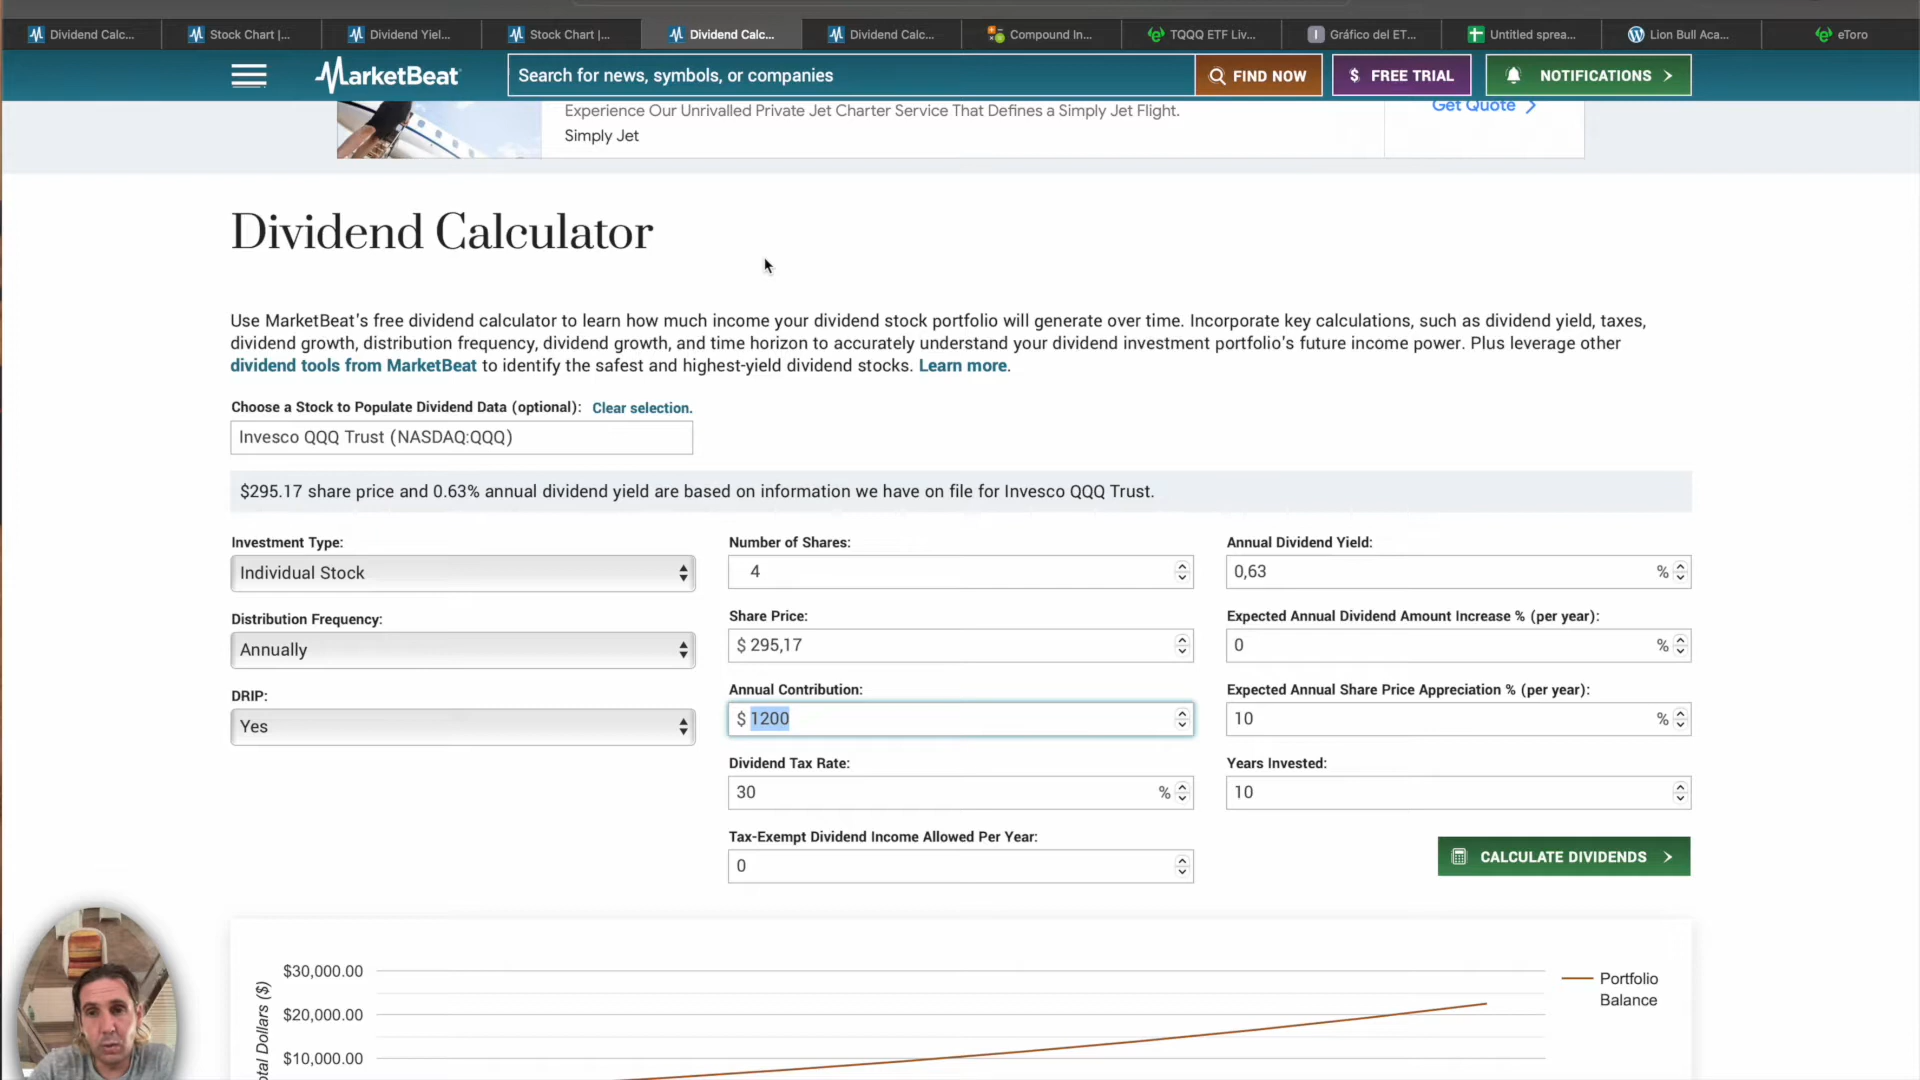 Dividend Calc...
Stock Chart |...
Dividend Yiel...
Stock Chart |...
Dividend Calc...
Dividend Calc...
Compound In...
TQQQ ETF Liv...
Gráfico del ET...
Untitled sprea...
Lion Bull Aca...
eToro
MarketBeat
Search for news, symbols, or companies
FIND NOW
$ FREE TRIAL
NOTIFICATIONS
Experience Our Unrivalled Private Jet Charter Service That Defines a Simply Jet Flight.
Get Quote
Simply Jet
Dividend Calculator
Use MarketBeat's free dividend calculator to learn how much income your dividend stock portfolio will generate over time. Incorporate key calculations, such as dividend yield, taxes,
dividend growth, distribution frequency, dividend growth, and time horizon to accurately understand your dividend investment portfolio's future income power. Plus leverage other
dividend tools from MarketBeat to identify the safest and highest-yield dividend stocks. Learn more.
Choose a Stock to Populate Dividend Data (optional): Clear selection.
Invesco QQQ Trust (NASDAQ:QQQ)
$295.17 share price and 0.63% annual dividend yield are based on information we have on file for Invesco QQQ Trust.
Investment Type:
Individual Stock
Distribution Frequency:
Annually
DRIP:
Yes
Number of Shares:
4
Share Price:
$ 295,17
Annual Contribution:
$ 1200
Dividend Tax Rate:
30 %
Tax-Exempt Dividend Income Allowed Per Year:
0
Annual Dividend Yield:
0,63 %
Expected Annual Dividend Amount Increase % (per year):
0 %
Expected Annual Share Price Appreciation % (per year):
10 %
Years Invested:
10
CALCULATE DIVIDENDS
$30,000.00
$20,000.00
$10,000.00
otal Dollars ($)
Portfolio
Balance